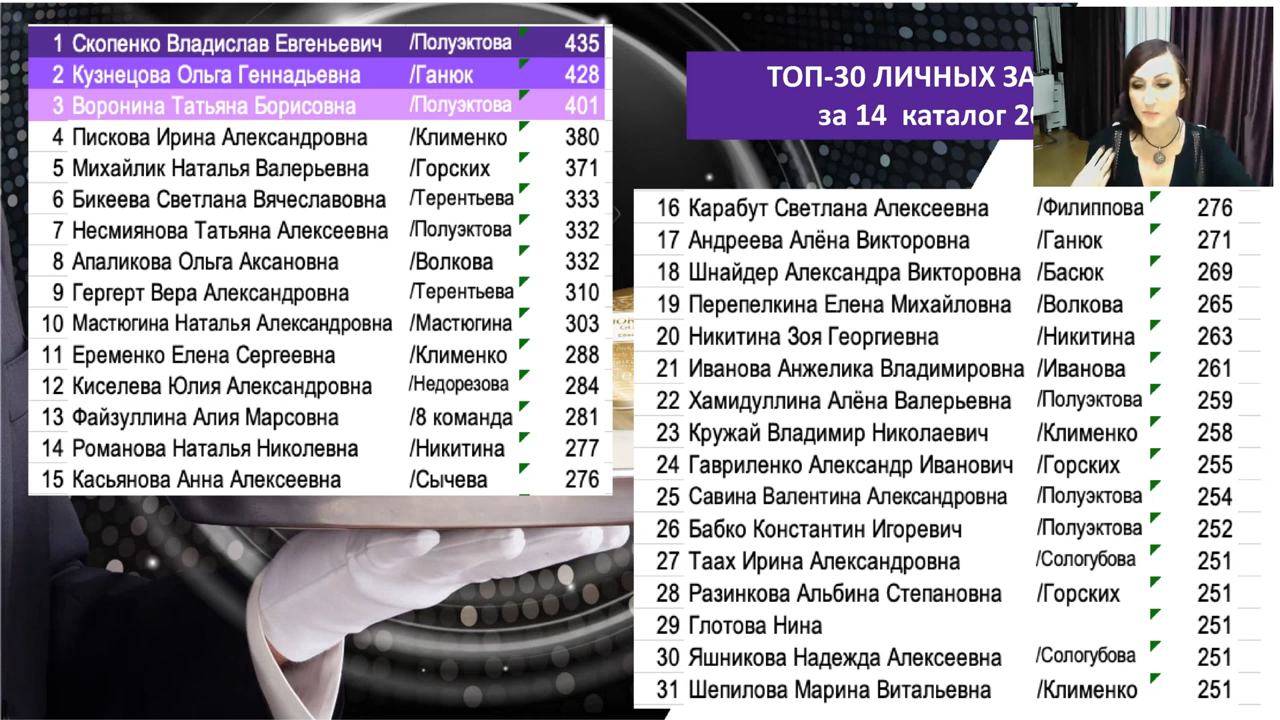 1 Скопенко Владислав Евгеньевич /Полуэктова 435
2 Кузнецова Ольга Геннадьевна /Ганюк 428
3 Воронина Татьяна Борисовна /Полуэктова 401
4 Пискова Ирина Александровна /Клименко 380
5 Михайлик Наталья Валерьевна /Горских 371
6 Бикеева Светлана Вячеславовна /Терентьева 333
7 Несмиянова Татьяна Алексеевна /Полуэктова 332
8 Апаликова Ольга Аксановна /Волкова 332
9 Гергерт Вера Александровна /Терентьева 310
10 Мастюгина Наталья Александровна /Мастюгина 303
11 Еременко Елена Сергеевна /Клименко 288
12 Киселева Юлия Александровна /Недорезова 284
13 Файзуллина Алия Марсовна /8 команда 281
14 Романова Наталья Николевна /Никитина 277
15 Касьянова Анна Алексеевна /Сычева 276
ТОП-30 ЛИЧНЫХ ЗА
за 14 каталог 20
16 Карабут Светлана Алексеевна /Филиппова 276
17 Андреева Алёна Викторовна /Ганюк 271
18 Шнайдер Александра Викторовна /Басюк 269
19 Перепелкина Елена Михайловна /Волкова 265
20 Никитина Зоя Георгиевна /Никитина 263
21 Иванова Анжелика Владимировна /Иванова 261
22 Хамидуллина Алёна Валерьевна /Полуэктова 259
23 Кружай Владимир Николаевич /Клименко 258
24 Гавриленко Александр Иванович /Горских 255
25 Савина Валентина Александровна /Полуэктова 254
26 Бабко Константин Игоревич /Полуэктова 252
27 Таах Ирина Александровна /Сологубова 251
28 Разинкова Альбина Степановна /Горских 251
29 Глотова Нина 251
30 Яшникова Надежда Алексеевна /Сологубова 251
31 Шепилова Марина Витальевна /Клименко 251